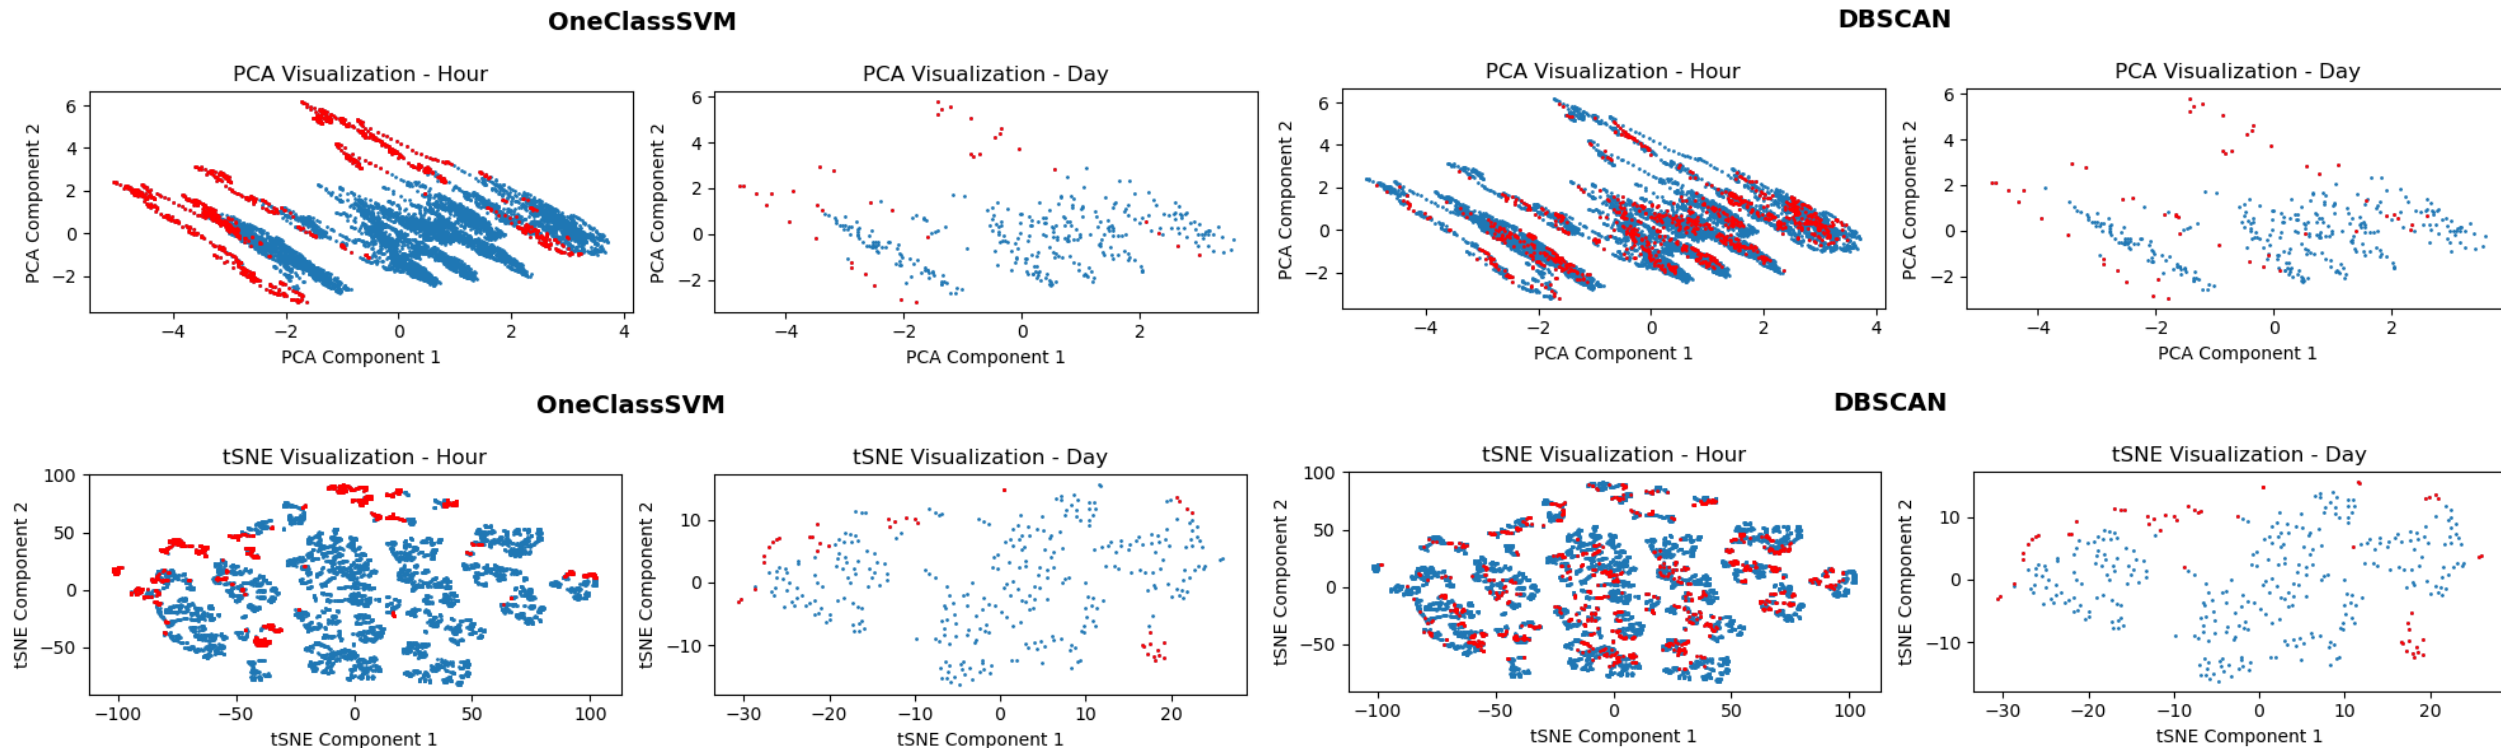 OneClassSVM
DBSCAN
PCA Visualization - Hour
PCA Visualization - Day
PCA Visualization - Hour
PCA Visualization - Day
PCA Component 2
6
4
2
0
−2
−4
−2
0
2
4
PCA Component 1
PCA Component 2
6
4
2
0
−2
−4
−2
0
2
PCA Component 1
PCA Component 2
6
4
2
0
−2
−4
−2
0
2
4
PCA Component 1
PCA Component 2
6
4
2
0
−2
−4
−2
0
2
PCA Component 1
OneClassSVM
DBSCAN
tSNE Visualization - Hour
tSNE Visualization - Day
tSNE Visualization - Hour
tSNE Visualization - Day
tSNE Component 2
100
50
0
−50
−100
−50
0
50
100
tSNE Component 1
tSNE Component 2
10
0
−10
−30
−20
−10
0
10
20
tSNE Component 1
tSNE Component 2
100
50
0
−50
−100
−50
0
50
100
tSNE Component 1
tSNE Component 2
10
0
−10
−30
−20
−10
0
10
20
tSNE Component 1